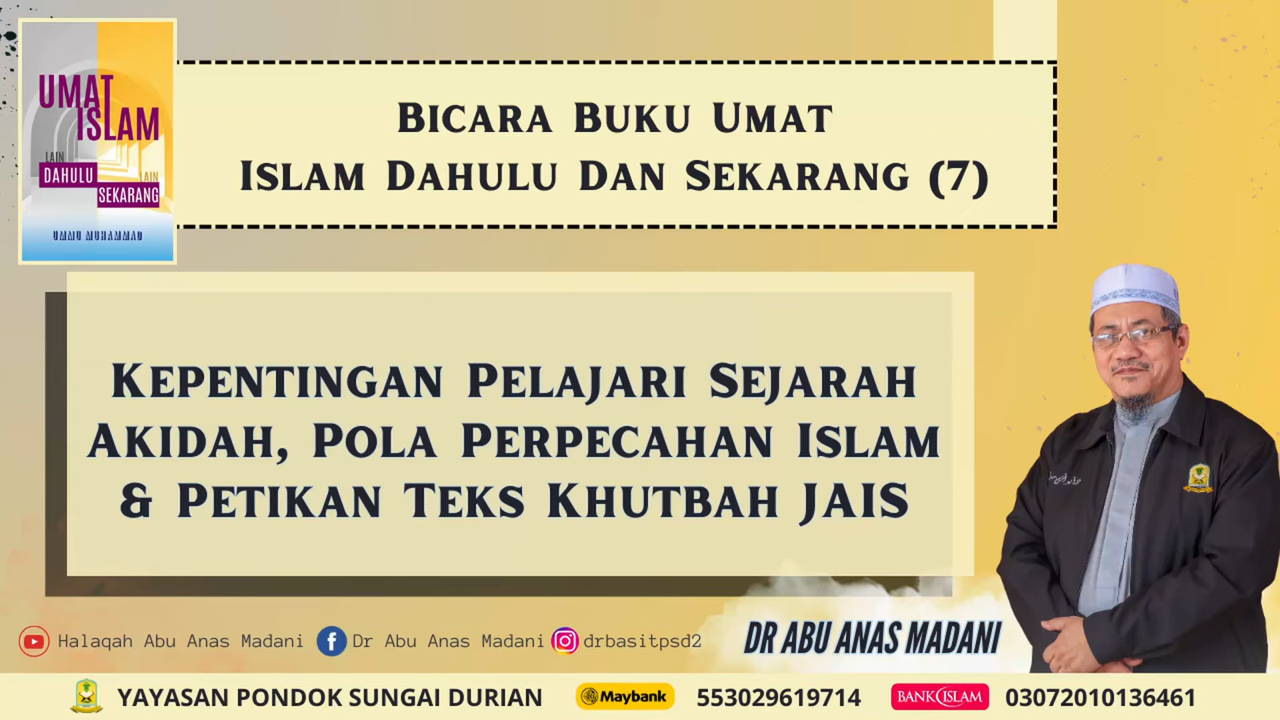 UMAT
ISLAM
LAIN
DAHULU
LAIN
SEKARANG
UMMU MUHAMMAD
BICARA BUKU UMAT
ISLAM DAHULU DAN SEKARANG (7)
KEPENTINGAN PELAJARI SEJARAH
AKIDAH, POLA PERPECAHAN ISLAM
& PETIKAN TEKS KHUTBAH JAIS
Halaqah Abu Anas Madani Dr Abu Anas Madani drbasitpsd2
DR ABU ANAS MADANI
YAYASAN PONDOK SUNGAI DURIAN Maybank 553029619714 BANK ISLAM 03072010136461